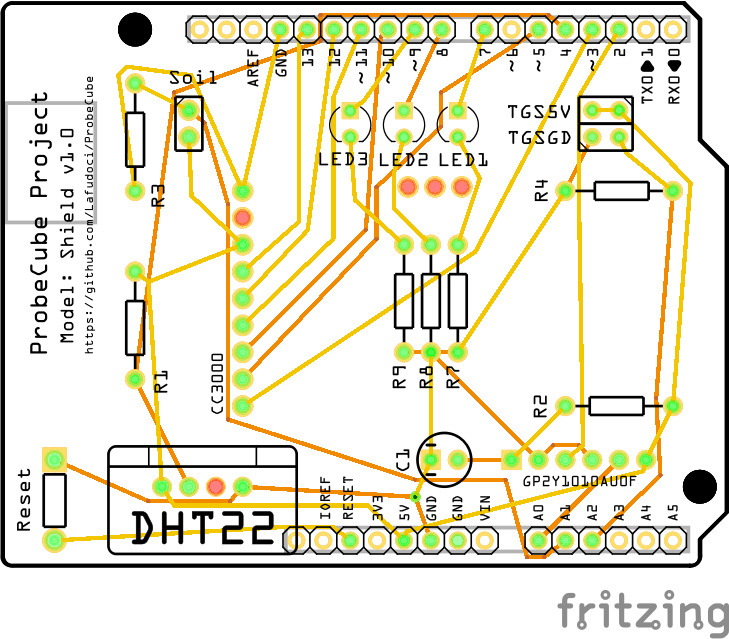 AREF
GND
13
12
~11
~10
~9
8
7
~6
~5
4
~3
2
TXO▶1
RXO◀0
Soil
TGS5V
TGSGD
LED3
LED2
LED1
ProbeCube Project
Model: Shield v1.0
https://github.com/Lafudoci/ProbeCube
R3
R4
R1
CC3000
R9
R8
R7
R2
C1
GP2Y1010AU0F
Reset
DHT22
IOREF
RESET
3V3
5V
GND
GND
VIN
A0
A1
A2
A3
A4
A5
fritzing